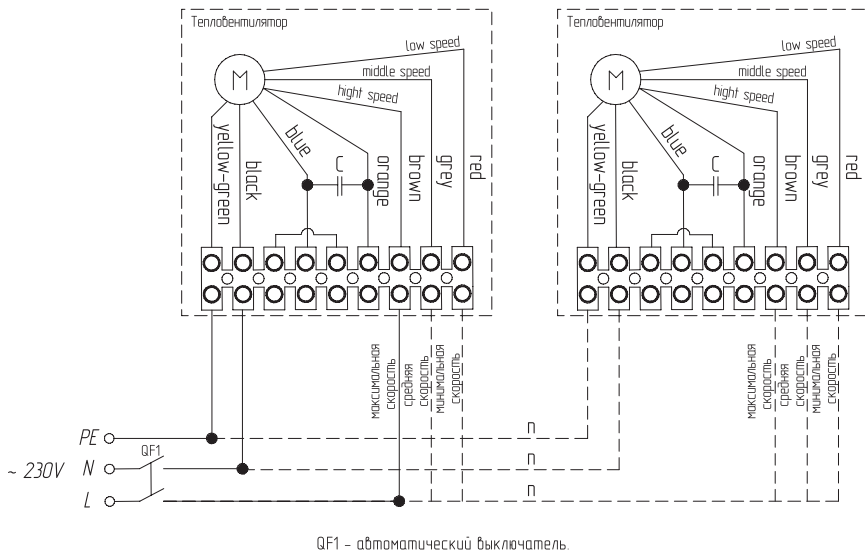 Тепловентилятор
M
low speed
middle speed
hight speed
yellow-green
black
blue
C
orange
brown
grey
red
максимальная
скорость
средняя
скорость
минимальная
скорость
Тепловентилятор
M
low speed
middle speed
hight speed
yellow-green
black
blue
C
orange
brown
grey
red
максимальная
скорость
средняя
скорость
минимальная
скорость
PE
n
~ 230V N
QF1
n
L
n
QF1 - автоматический выключатель.